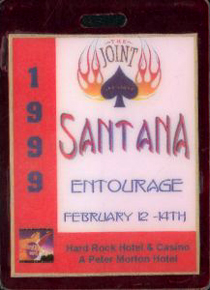 THE
JOINT
1999
SANTANA
ENTOURAGE
FEBRUARY 12 -14TH
Hard Rock Hotel & Casino
A Peter Morton Hotel